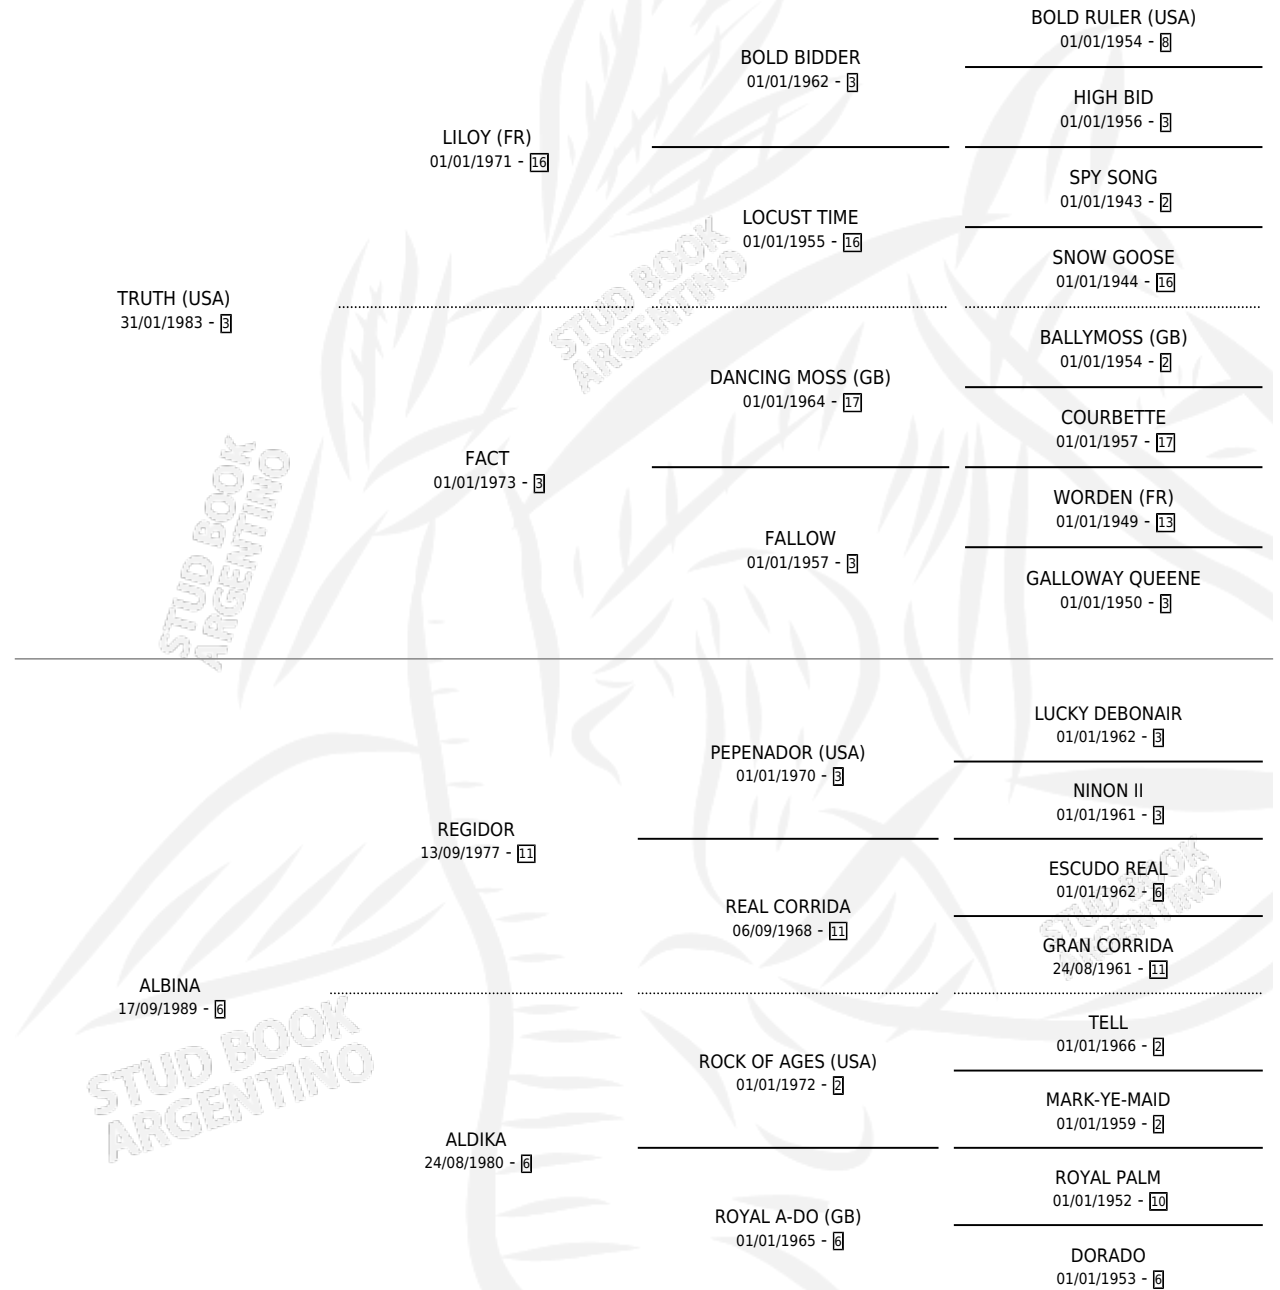 BOLD RULER (USA)
01/01/1954 - 8
BOLD BIDDER
01/01/1962 - 3
HIGH BID
01/01/1956 - 3
LILOY (FR)
01/01/1971 - 16
SPY SONG
01/01/1943 - 2
LOCUST TIME
01/01/1955 - 16
SNOW GOOSE
01/01/1944 - 16
TRUTH (USA)
31/01/1983 - 3
BALLYMOSS (GB)
01/01/1954 - 2
DANCING MOSS (GB)
01/01/1964 - 17
COURBETTE
01/01/1957 - 17
FACT
01/01/1973 - 3
WORDEN (FR)
01/01/1949 - 13
FALLOW
01/01/1957 - 3
GALLOWAY QUEENE
01/01/1950 - 3
STUD BOOK
ARGENTINO
STUD BOOK
ARGENTINO
LUCKY DEBONAIR
01/01/1962 - 3
PEPENADOR (USA)
01/01/1970 - 3
NINON II
01/01/1961 - 3
REGIDOR
13/09/1977 - 11
ESCUDO REAL
01/01/1962 - 6
REAL CORRIDA
06/09/1968 - 11
GRAN CORRIDA
24/08/1961 - 11
ALBINA
17/09/1989 - 6
TELL
01/01/1966 - 2
ROCK OF AGES (USA)
01/01/1972 - 2
MARK-YE-MAID
01/01/1959 - 2
ALDIKA
24/08/1980 - 6
ROYAL PALM
01/01/1952 - 10
ROYAL A-DO (GB)
01/01/1965 - 6
DORADO
01/01/1953 - 6
STUD BOOK
ARGENTINO
STUD BOOK
ARGENTINO